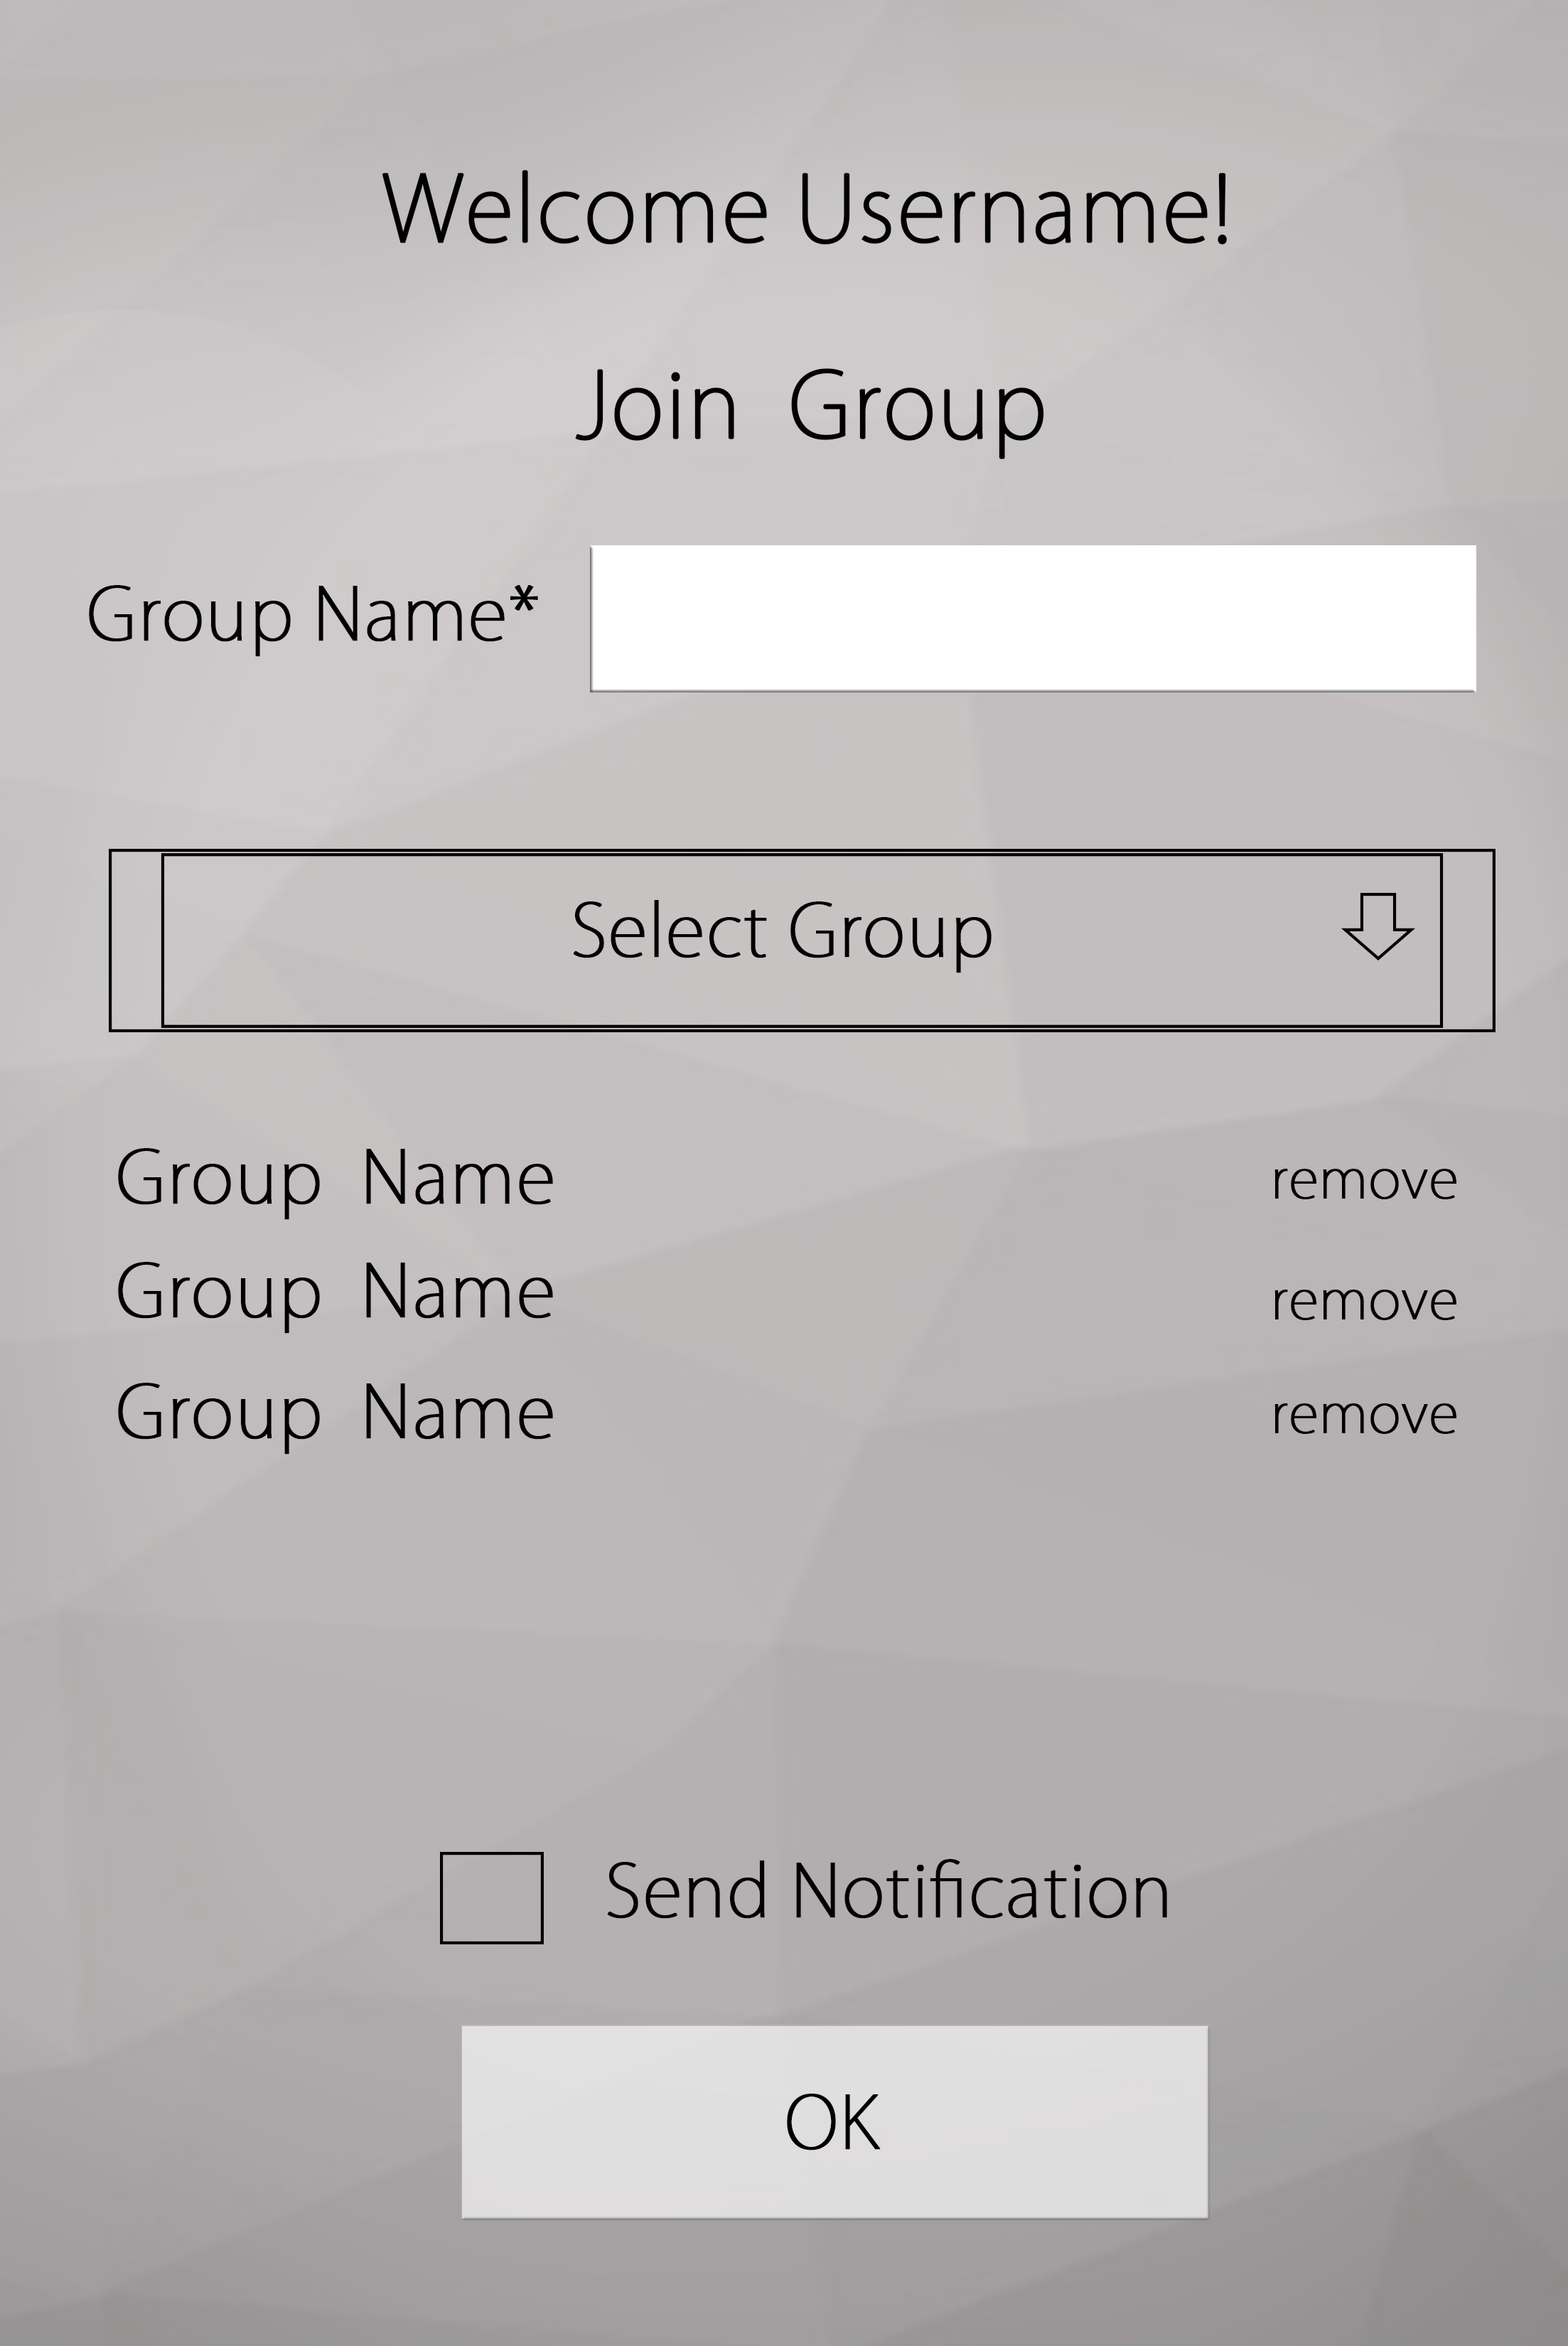 Welcome Username!
Join Group
Group Name*
Select Group
Group Name remove
Group Name remove
Group Name remove
Send Notification
OK